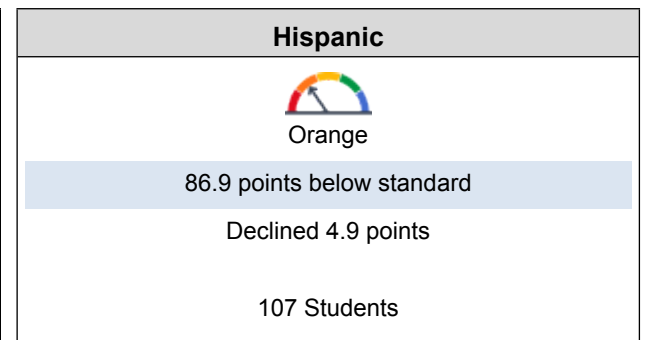 Hispanic
Orange
86.9 points below standard
Declined 4.9 points
107 Students